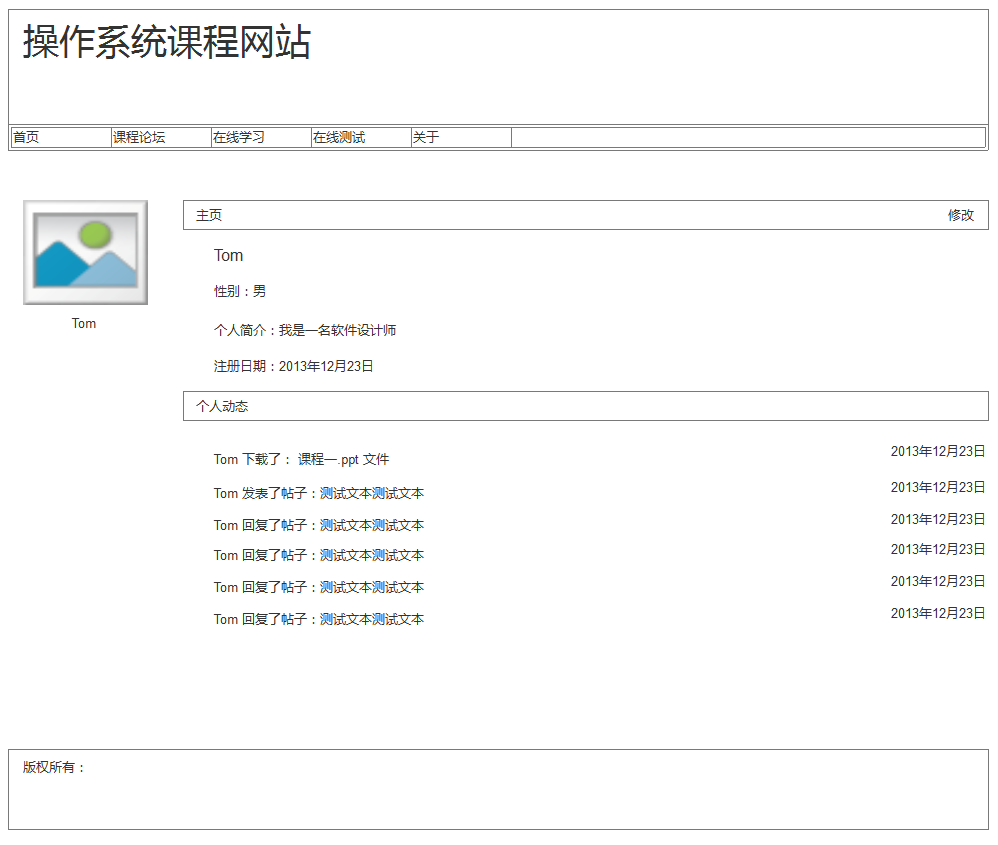 操作系统课程网站
首页 课程论坛 在线学习 在线测试 关于
Tom
主页 修改
Tom
性别：男
个人简介：我是一名软件设计师
注册日期：2013年12月23日
个人动态
Tom 下载了： 课程一.ppt 文件 2013年12月23日
Tom 发表了帖子：测试文本测试文本 2013年12月23日
Tom 回复了帖子：测试文本测试文本 2013年12月23日
Tom 回复了帖子：测试文本测试文本 2013年12月23日
Tom 回复了帖子：测试文本测试文本 2013年12月23日
Tom 回复了帖子：测试文本测试文本 2013年12月23日
版权所有：